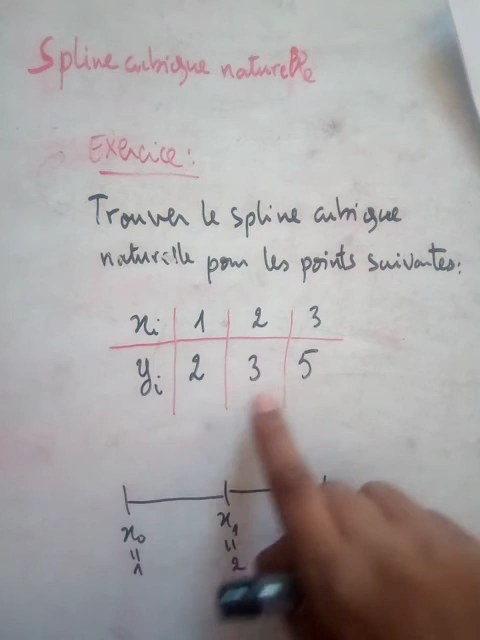 Spline cubique naturelle
Exercice:
Trouver le spline cubique
naturelle pour les points suivantes:
xi 1 2 3
yi 2 3 5
x0 x1
= =
1 2